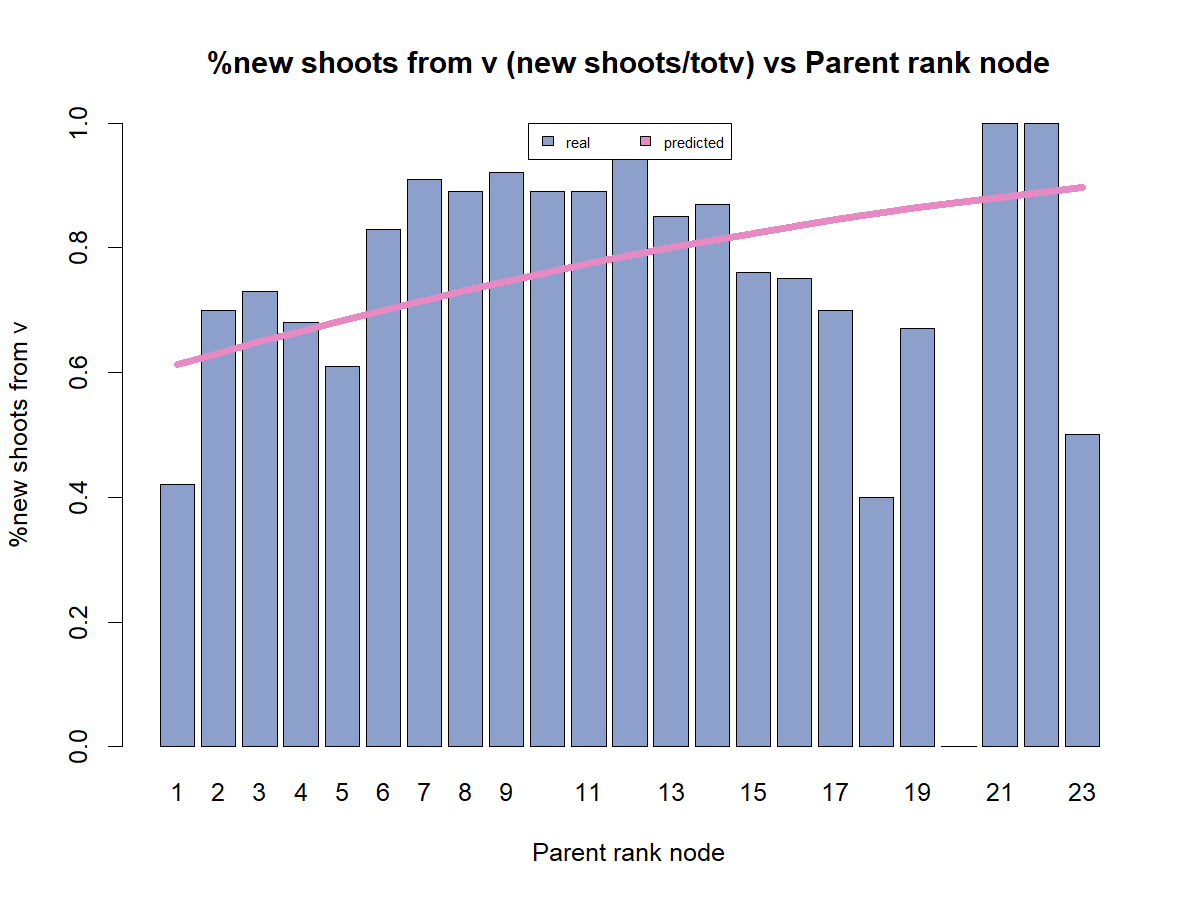 %new shoots from v (new shoots/totv) vs Parent rank node
real predicted
%new shoots from v
1.0
0.8
0.6
0.4
0.2
0.0
1 2 3 4 5 6 7 8 9 11 13 15 17 19 21 23
Parent rank node